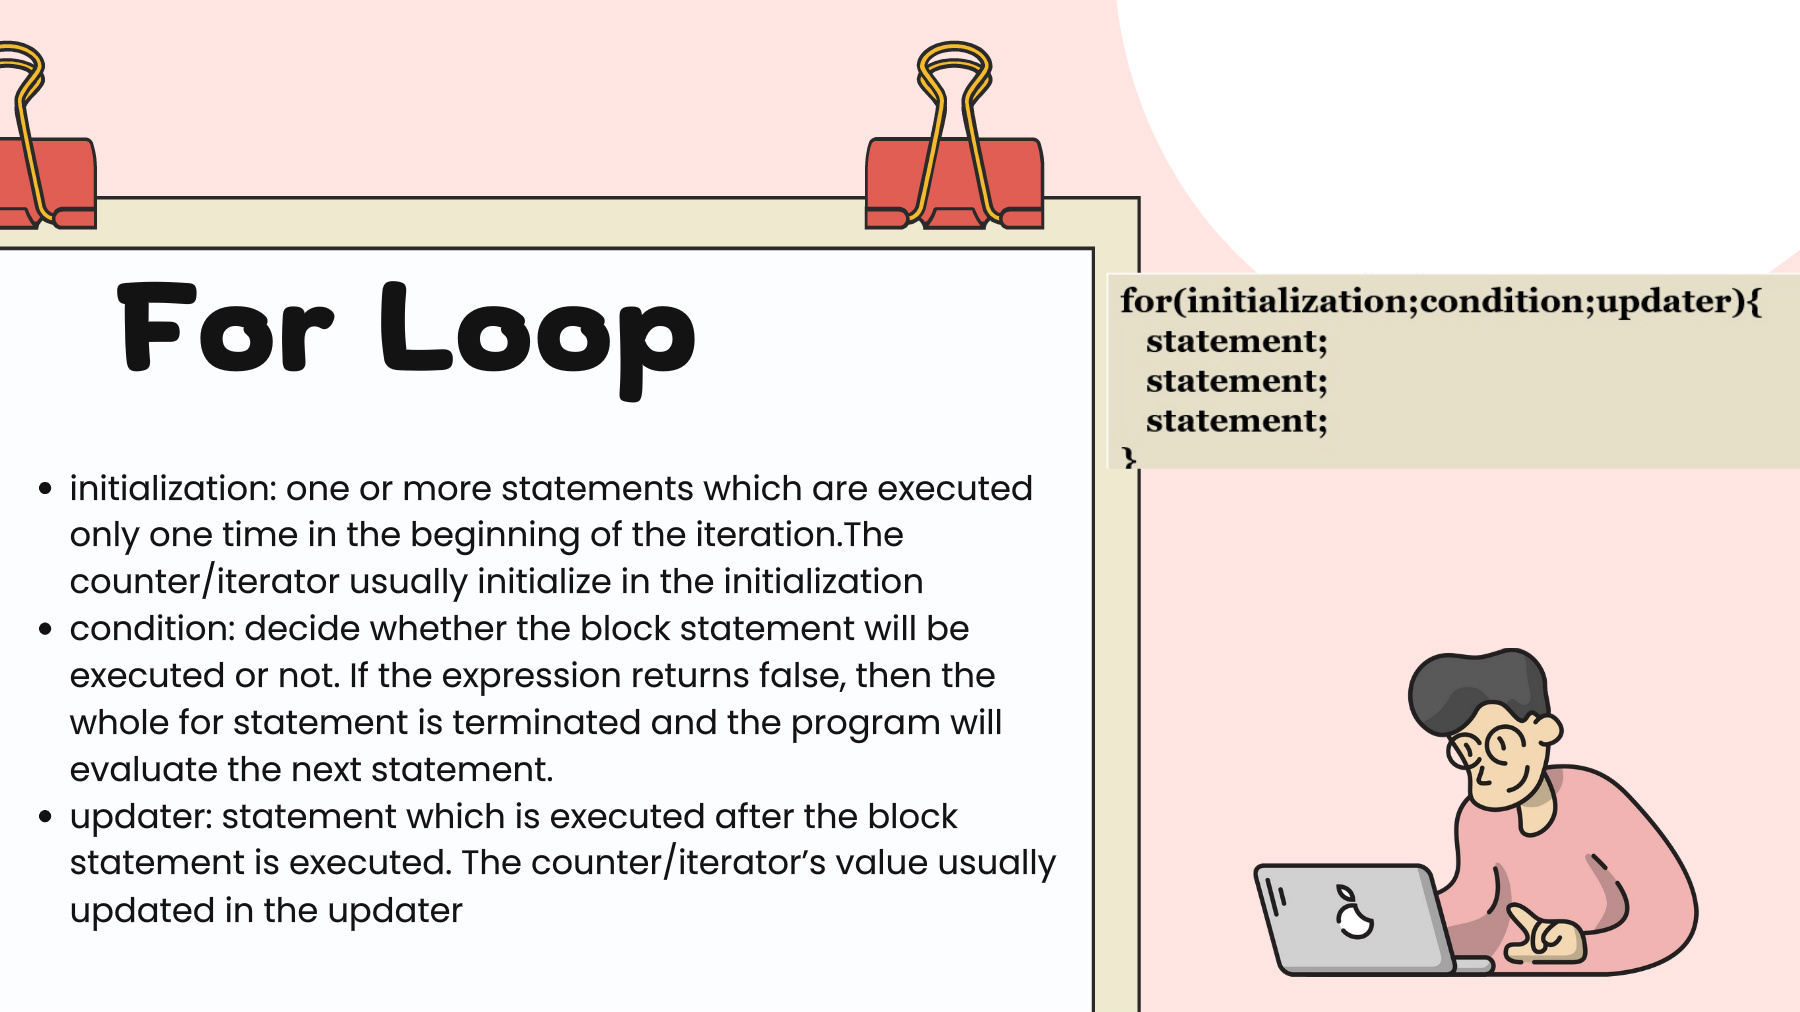 For Loop
for(initialization;condition;updater){
statement;
statement;
statement;
}
• initialization: one or more statements which are executed
only one time in the beginning of the iteration.The
counter/iterator usually initialize in the initialization
• condition: decide whether the block statement will be
executed or not. If the expression returns false, then the
whole for statement is terminated and the program will
evaluate the next statement.
• updater: statement which is executed after the block
statement is executed. The counter/iterator’s value usually
updated in the updater